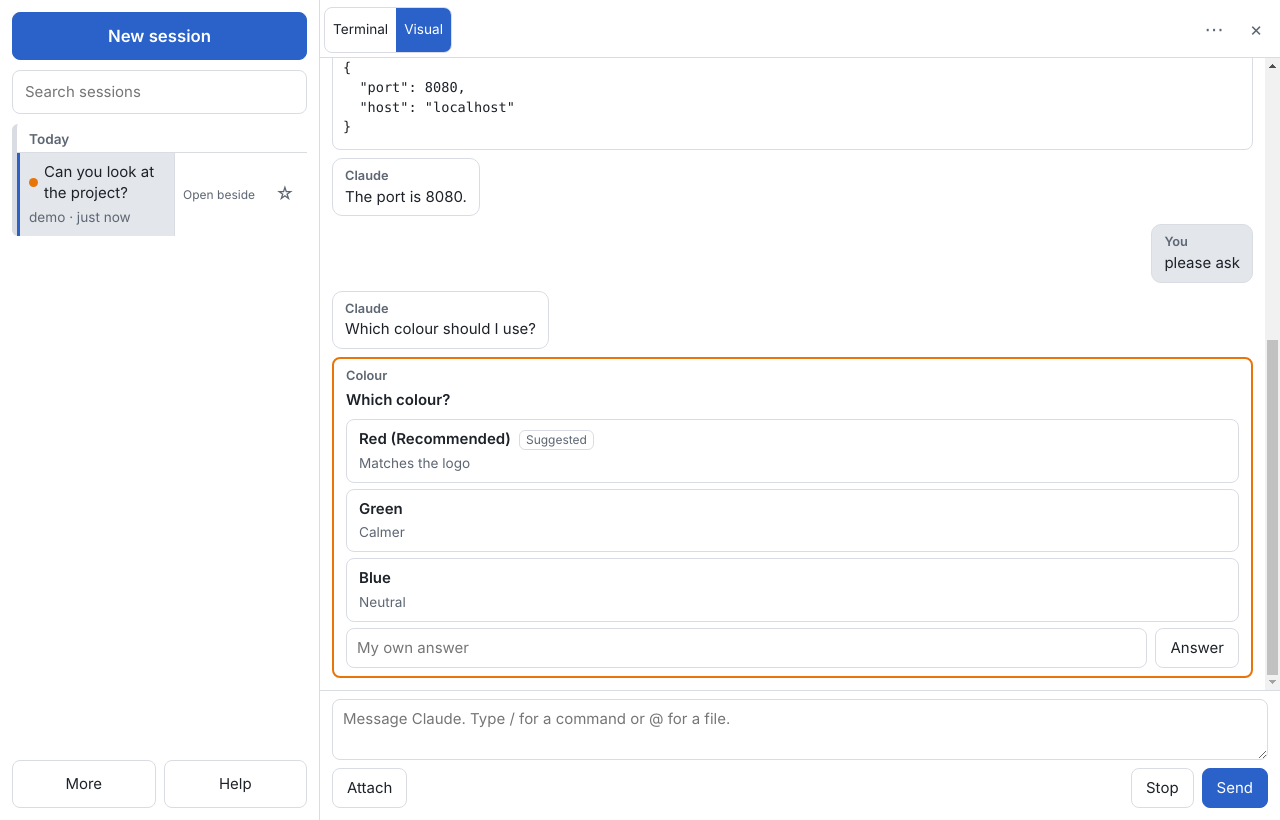 New session
Search sessions
Today
Can you look at
the project?
demo · just now
Open beside
More
Help
Terminal
Visual
{
  "port": 8080,
  "host": "localhost"
}
Claude
The port is 8080.
You
please ask
Claude
Which colour should I use?
Colour
Which colour?
Red (Recommended) Suggested
Matches the logo
Green
Calmer
Blue
Neutral
My own answer
Answer
Message Claude. Type / for a command or @ for a file.
Attach
Stop
Send